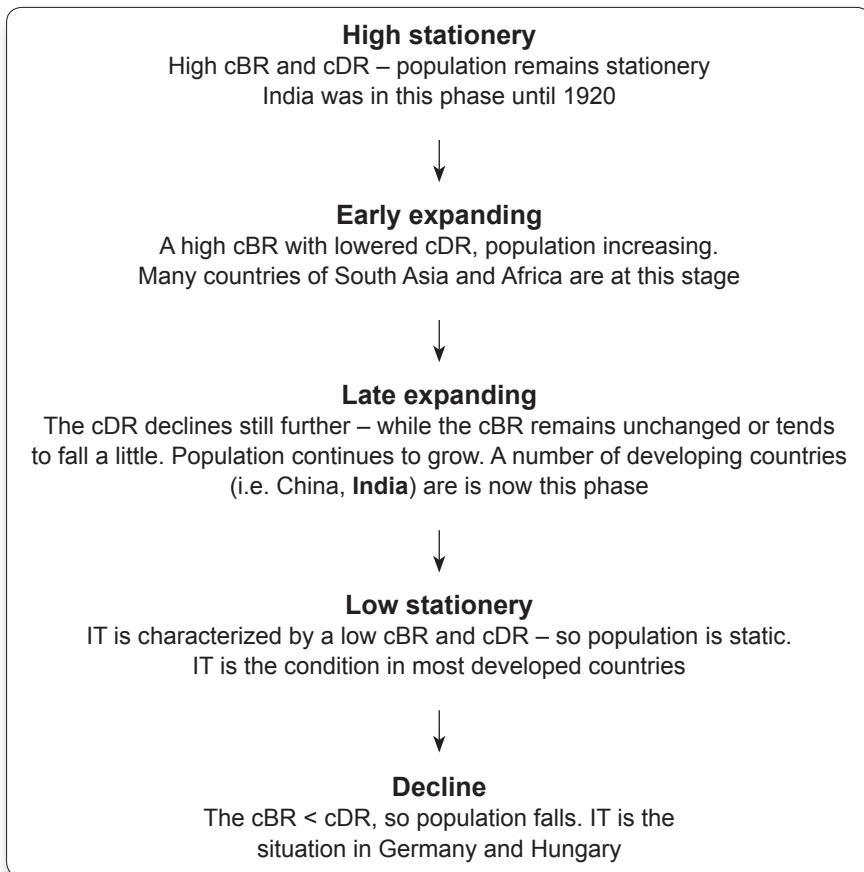 High stationery
High cBR and cDR – population remains stationery
India was in this phase until 1920
Early expanding
A high cBR with lowered cDR, population increasing.
Many countries of South Asia and Africa are at this stage
Late expanding
The cDR declines still further – while the cBR remains unchanged or tends
to fall a little. Population continues to grow. A number of developing countries
(i.e. China, India) are is now this phase
Low stationery
IT is characterized by a low cBR and cDR – so population is static.
IT is the condition in most developed countries
Decline
The cBR < cDR, so population falls. IT is the
situation in Germany and Hungary